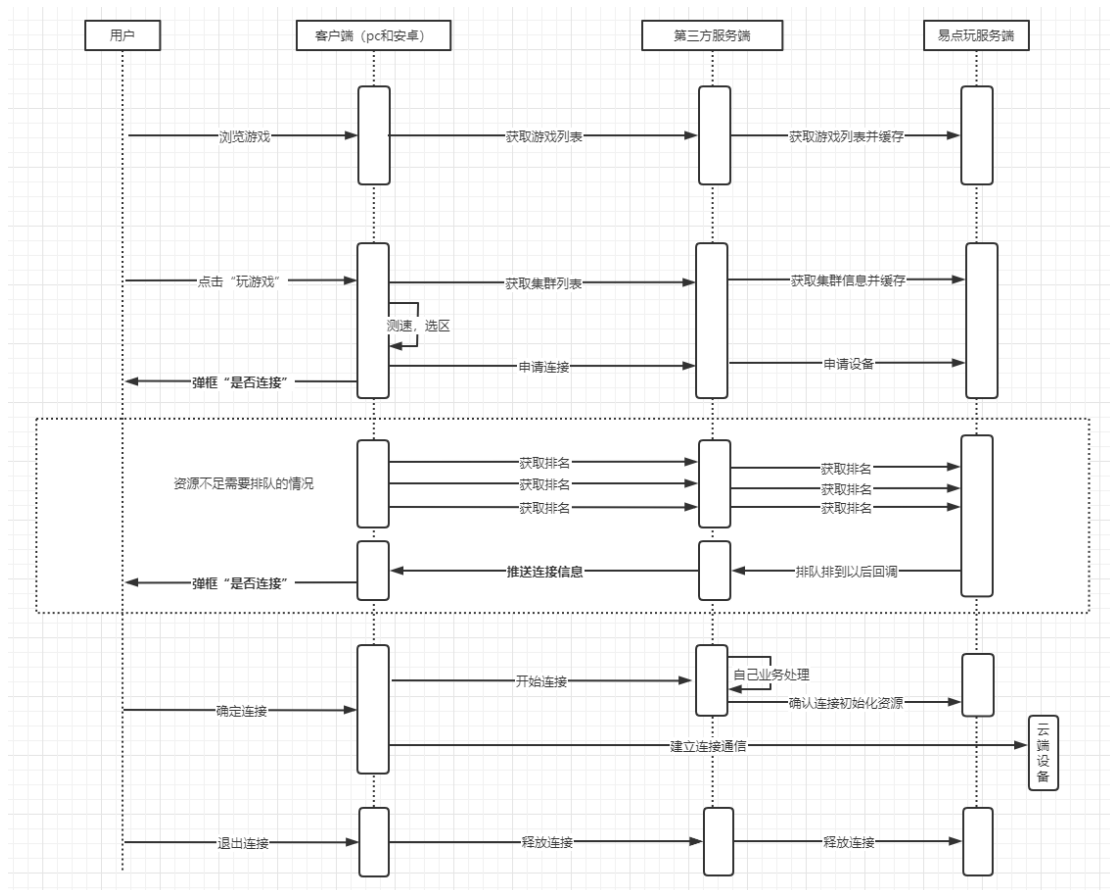 用户
客户端（pc和安卓）
第三方服务端
易点玩服务端
浏览游戏
获取游戏列表
获取游戏列表并缓存
点击“玩游戏”
获取集群列表
获取集群信息并缓存
测速，选区
申请连接
申请设备
弹框“是否连接”
资源不足需要排队的情况
获取排名
获取排名
获取排名
获取排名
获取排名
获取排名
弹框“是否连接”
推送连接信息
排队排到以后回调
自己业务处理
开始连接
确认连接初始化资源
确定连接
建立连接通信
云端设备
退出连接
释放连接
释放连接